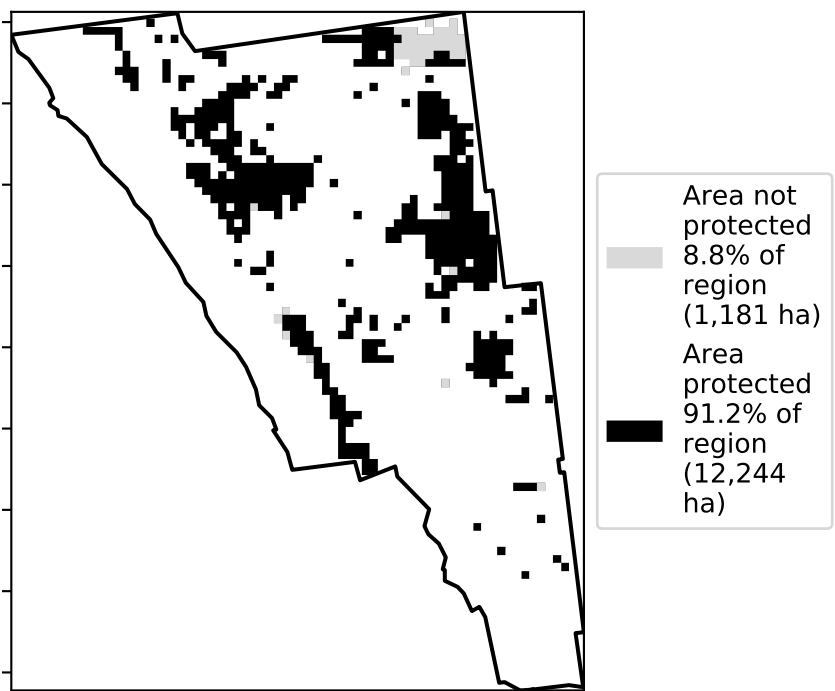 Area not
protected
8.8% of
region
(1,181 ha)
Area
protected
91.2% of
region
(12,244
ha)